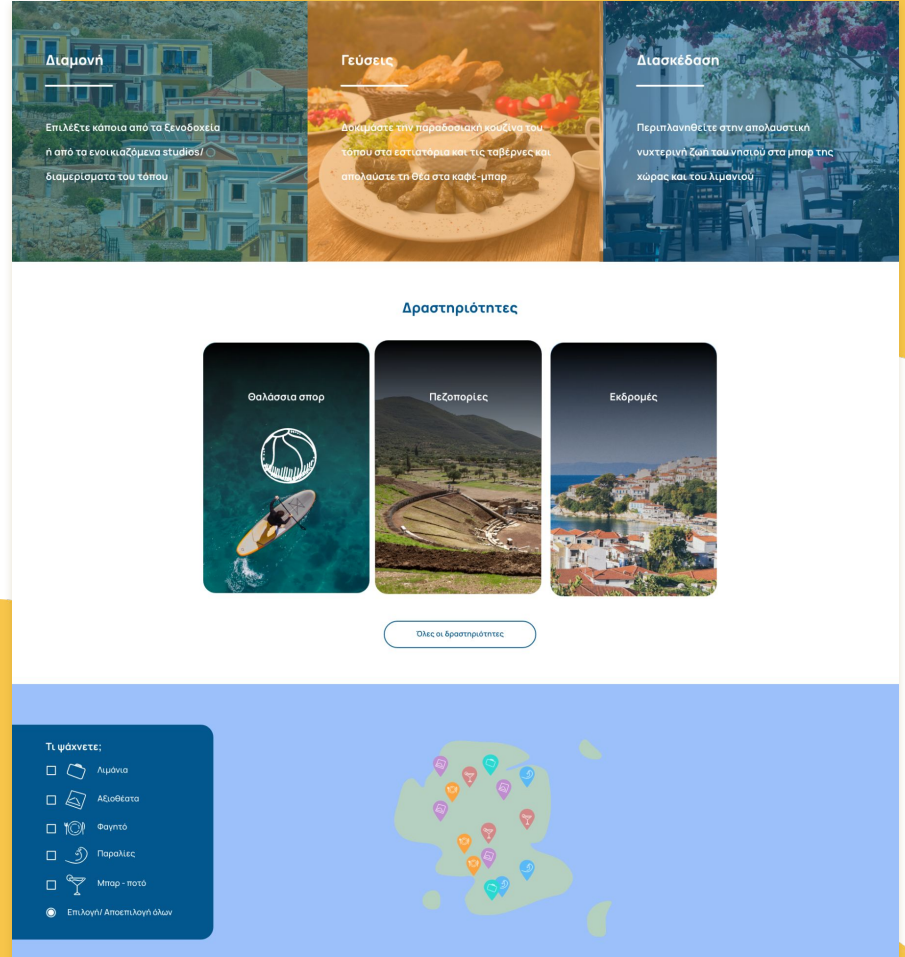 Διαμονή
Επιλέξτε κάποια από τα ξενοδοχεία
ή από τα ενοικιαζόμενα studios/
διαμερίσματα του τόπου
Γεύσεις
Δοκιμάστε την παραδοσιακή κουζίνα του
τόπου στα εστιατόρια και τις ταβέρνες και
απολαύστε τη θέα στα καφέ-μπαρ
Διασκέδαση
Περιπλανηθείτε στην απολαυστική
νυχτερινή ζωή του νησιού στα μπαρ της
χώρας και του λιμανιού
Δραστηριότητες
Θαλάσσια σπορ
Πεζοπορίες
Εκδρομές
Όλες οι δραστηριότητες
Τι ψάχνετε;
Λιμάνια
Αξιοθέατα
Φαγητό
Παραλίες
Μπαρ - ποτό
Επιλογή/ Αποεπιλογή όλων